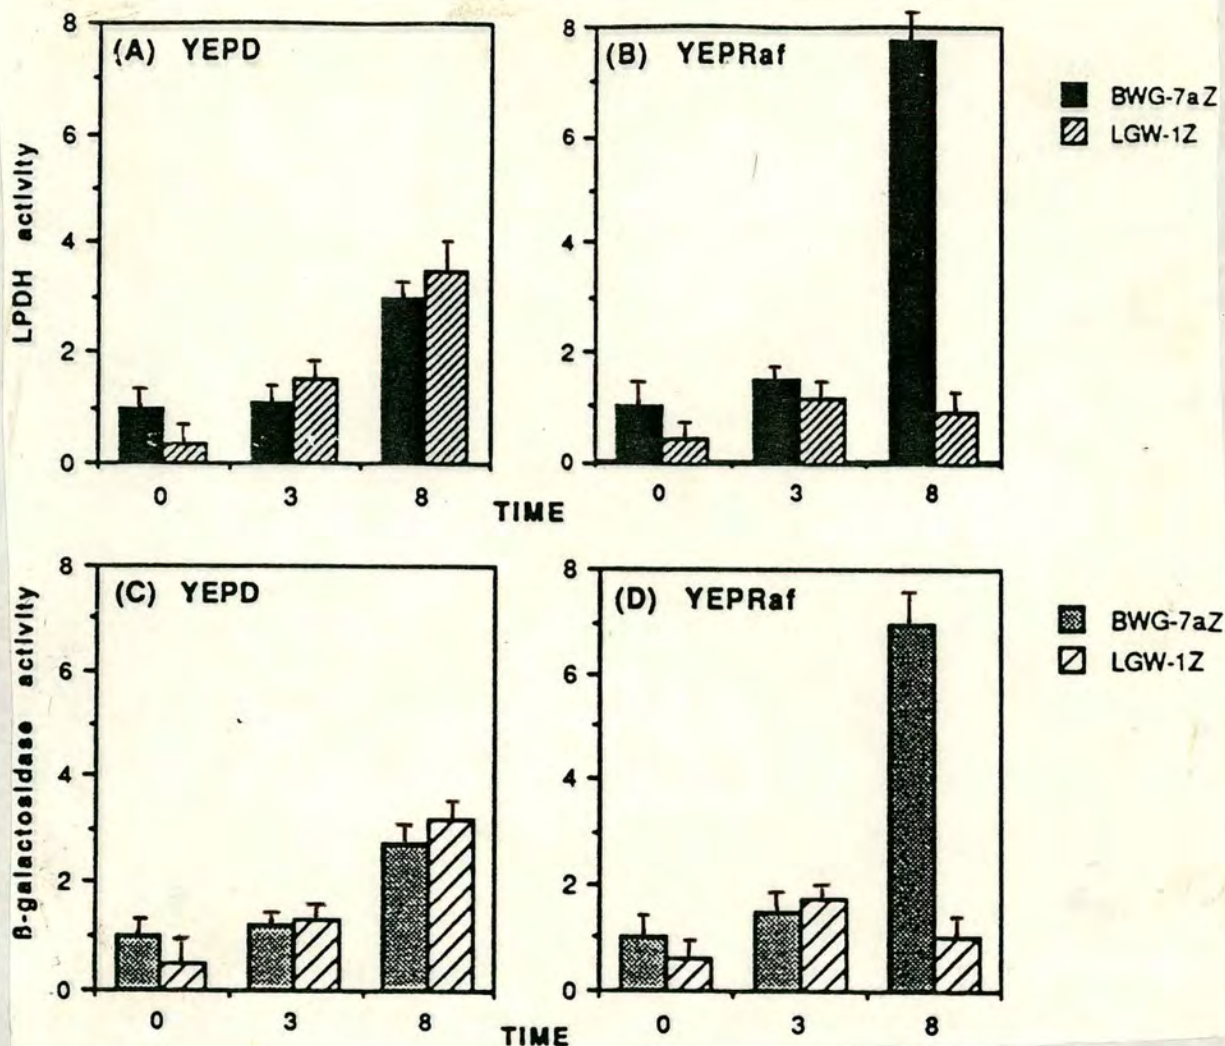 (A) YEPD
LPDH activity
8
6
4
2
0
0 3 8
(B) YEPRaf
8
6
4
2
0
0 3 8
TIME
BWG-7aZ
LGW-1Z
(C) YEPD
β-galactosidase activity
8
6
4
2
0
0 3 8
(D) YEPRaf
8
6
4
2
0
0 3 8
TIME
BWG-7aZ
LGW-1Z